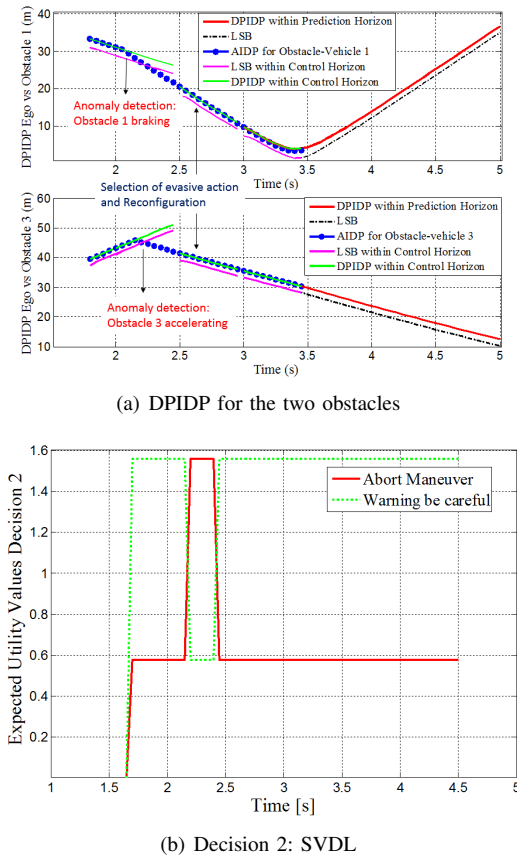 DPIDP Ego vs Obstacle 1 (m)
40
30
20
10
DPIDP within Prediction Horizon
LSB
AIDP for Obstacle-Vehicle 1
LSB within Control Horizon
DPIDP within Control Horizon
Anomaly detection:
Obstacle 1 braking
2
2.5
3
3.5
4
4.5
5
Time (s)
Selection of evasive action
and Reconfiguration
DPIDP Ego vs Obstacle 3 (m)
60
50
40
30
20
10
DPIDP within Prediction Horizon
LSB
AIDP for Obstacle-vehicle 3
LSB within Control Horizon
DPIDP within Control Horizon
Anomaly detection:
Obstacle 3 accelerating
2
2.5
3
3.5
4
4.5
5
Time (s)
(a) DPIDP for the two obstacles
Expected Utility Values Decision 2
1.6
1.4
1.2
1
0.8
0.6
0.4
0.2
Abort Maneuver
Warning be careful
1
1.5
2
2.5
3
3.5
4
4.5
5
Time [s]
(b) Decision 2: SVDL